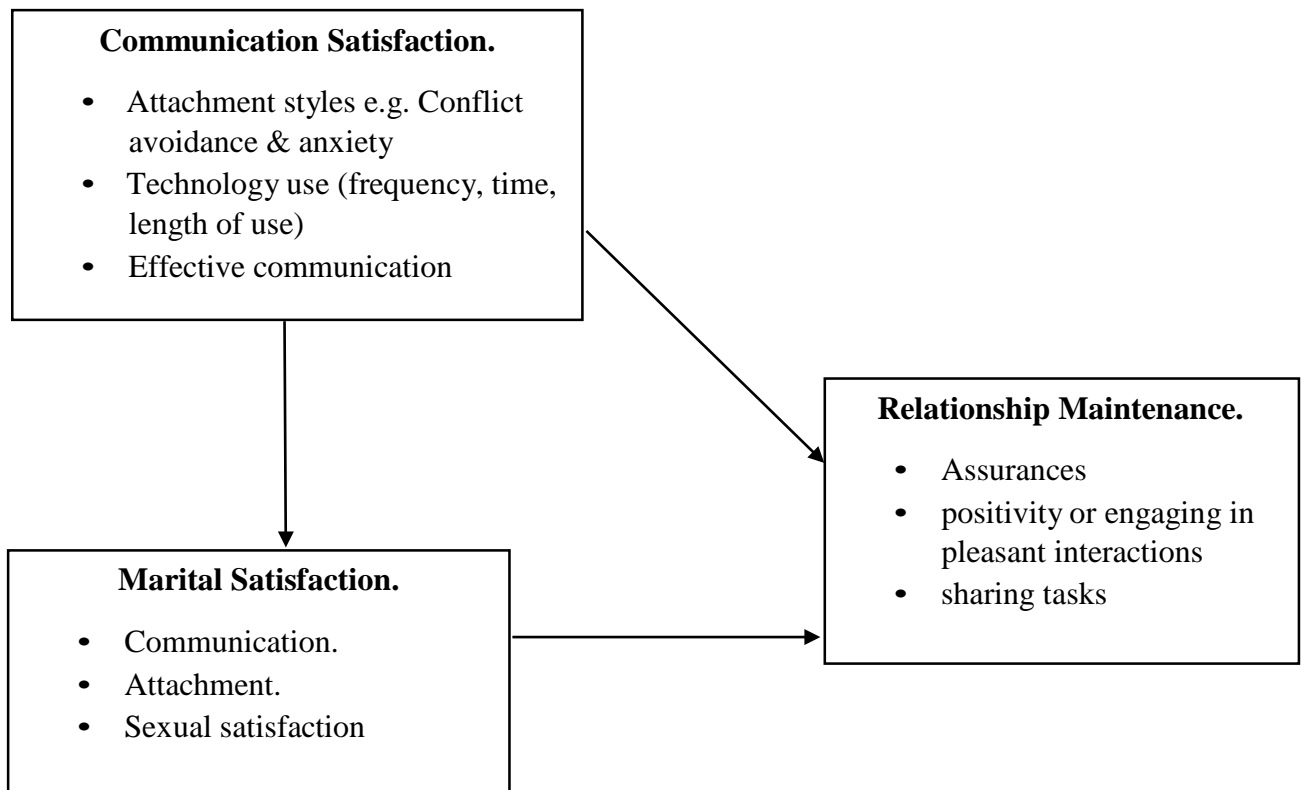 Communication Satisfaction.
• Attachment styles e.g. Conflict
avoidance & anxiety
• Technology use (frequency, time,
length of use)
• Effective communication
Relationship Maintenance.
• Assurances
• positivity or engaging in
pleasant interactions
• sharing tasks
Marital Satisfaction.
• Communication.
• Attachment.
• Sexual satisfaction